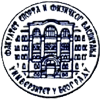 ФАКУЛТЕТ СПОРТА И ФИЗИЧКОГ ВАСПИТАЊА
УНИВЕРЗИТЕТ У БЕОГРАДУ